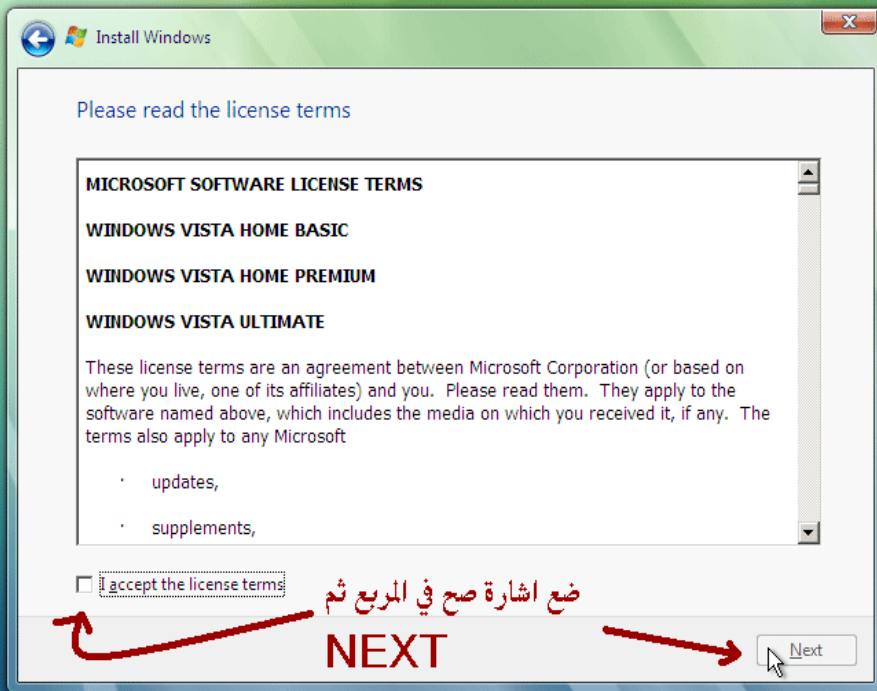 Install Windows
Please read the license terms
MICROSOFT SOFTWARE LICENSE TERMS
WINDOWS VISTA HOME BASIC
WINDOWS VISTA HOME PREMIUM
WINDOWS VISTA ULTIMATE
These license terms are an agreement between Microsoft Corporation (or based on
where you live, one of its affiliates) and you.  Please read them.  They apply to the
software named above, which includes the media on which you received it, if any.  The
terms also apply to any Microsoft
· updates,
· supplements,
I accept the license terms
ضع اشارة صح في المربع ثم
NEXT
Next